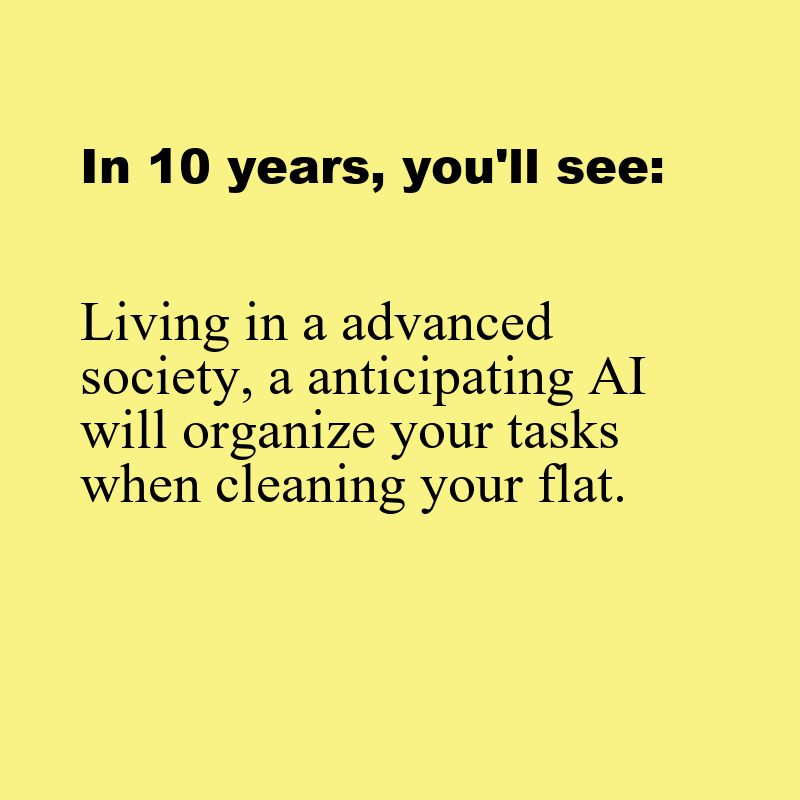 In 10 years, you'll see:
Living in a advanced
society, a anticipating AI
will organize your tasks
when cleaning your flat.